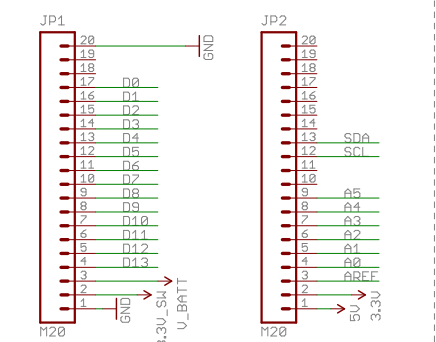 JP1
20
GND
19
18
17 D0
16 D1
15 D2
14 D3
13 D4
12 D5
11 D6
10 D7
9 D8
8 D9
7 D10
6 D11
5 D12
4 D13
3 V_BATT
2 3.3V_SW
1 GND
M20
JP2
20
19
18
17
16
15
14
13 SDA
12 SCL
11
10
9 A5
8 A4
7 A3
6 A2
5 A1
4 A0
3 AREF
2 3.3V
1 5V
M20